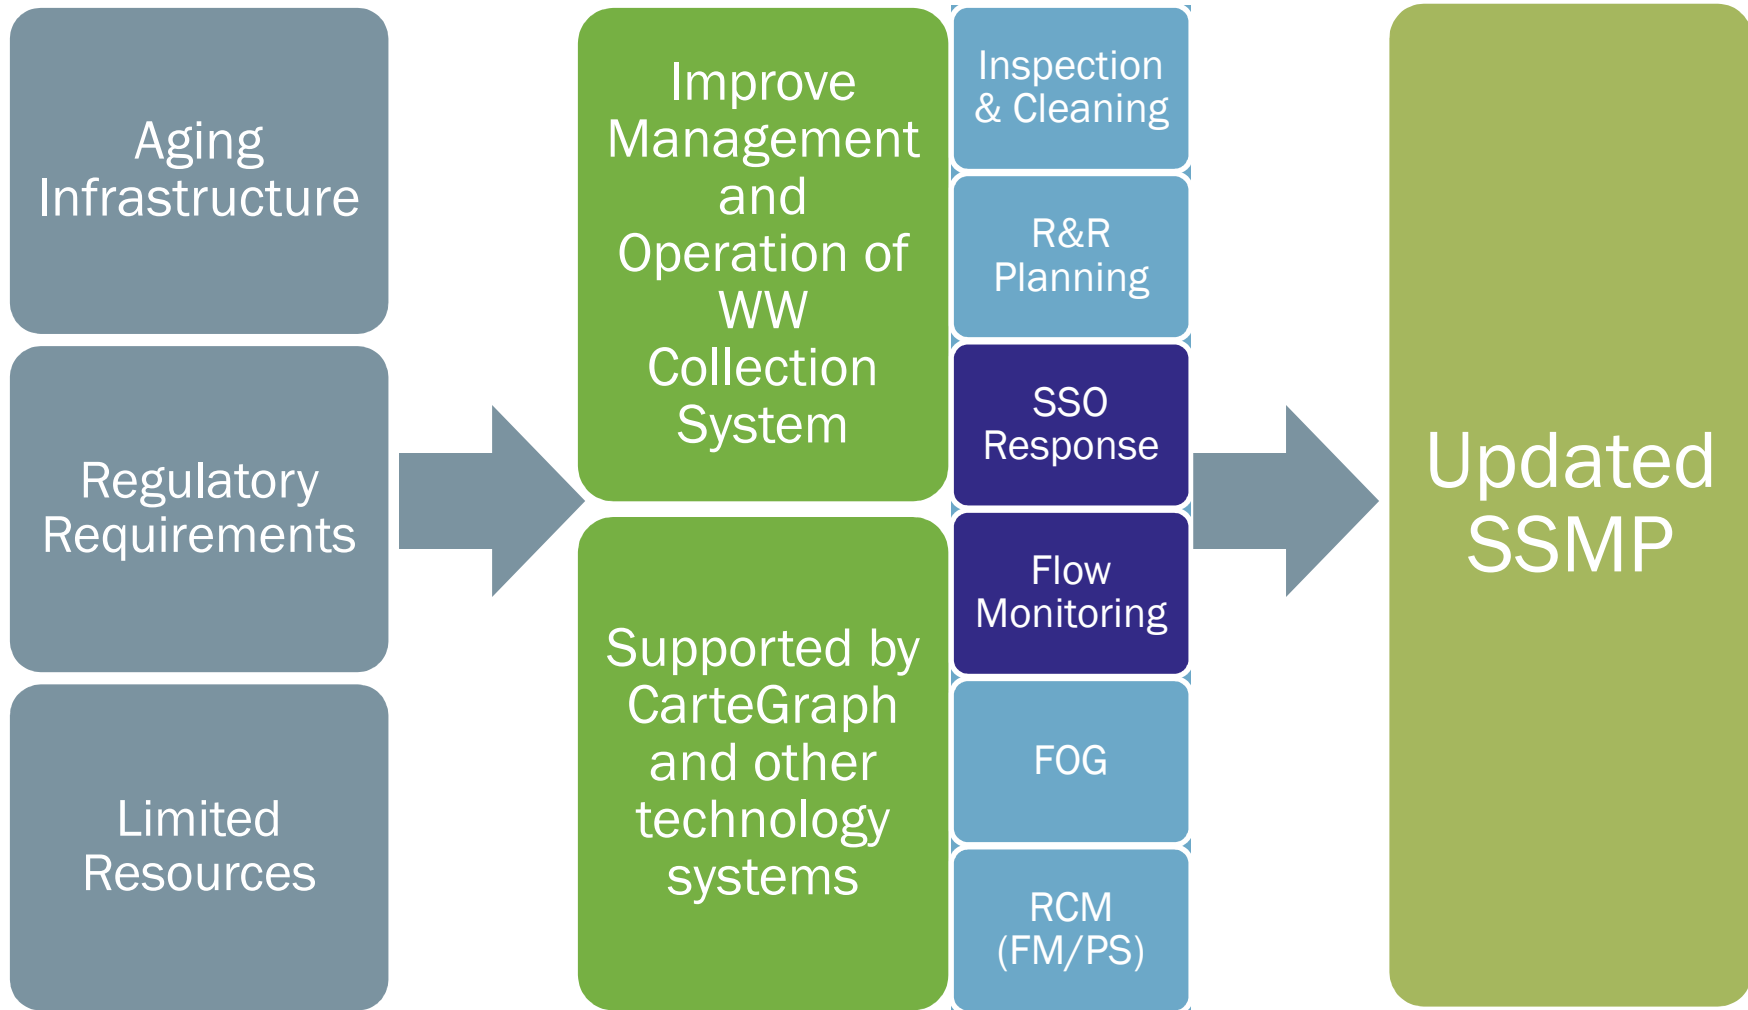 Aging
Infrastructure
Regulatory
Requirements
Limited
Resources
Improve
Management
and
Operation of
WW
Collection
System
Supported by
CarteGraph
and other
technology
systems
Inspection
& Cleaning
R&R
Planning
SSO
Response
Flow
Monitoring
FOG
RCM
(FM/PS)
Updated
SSMP